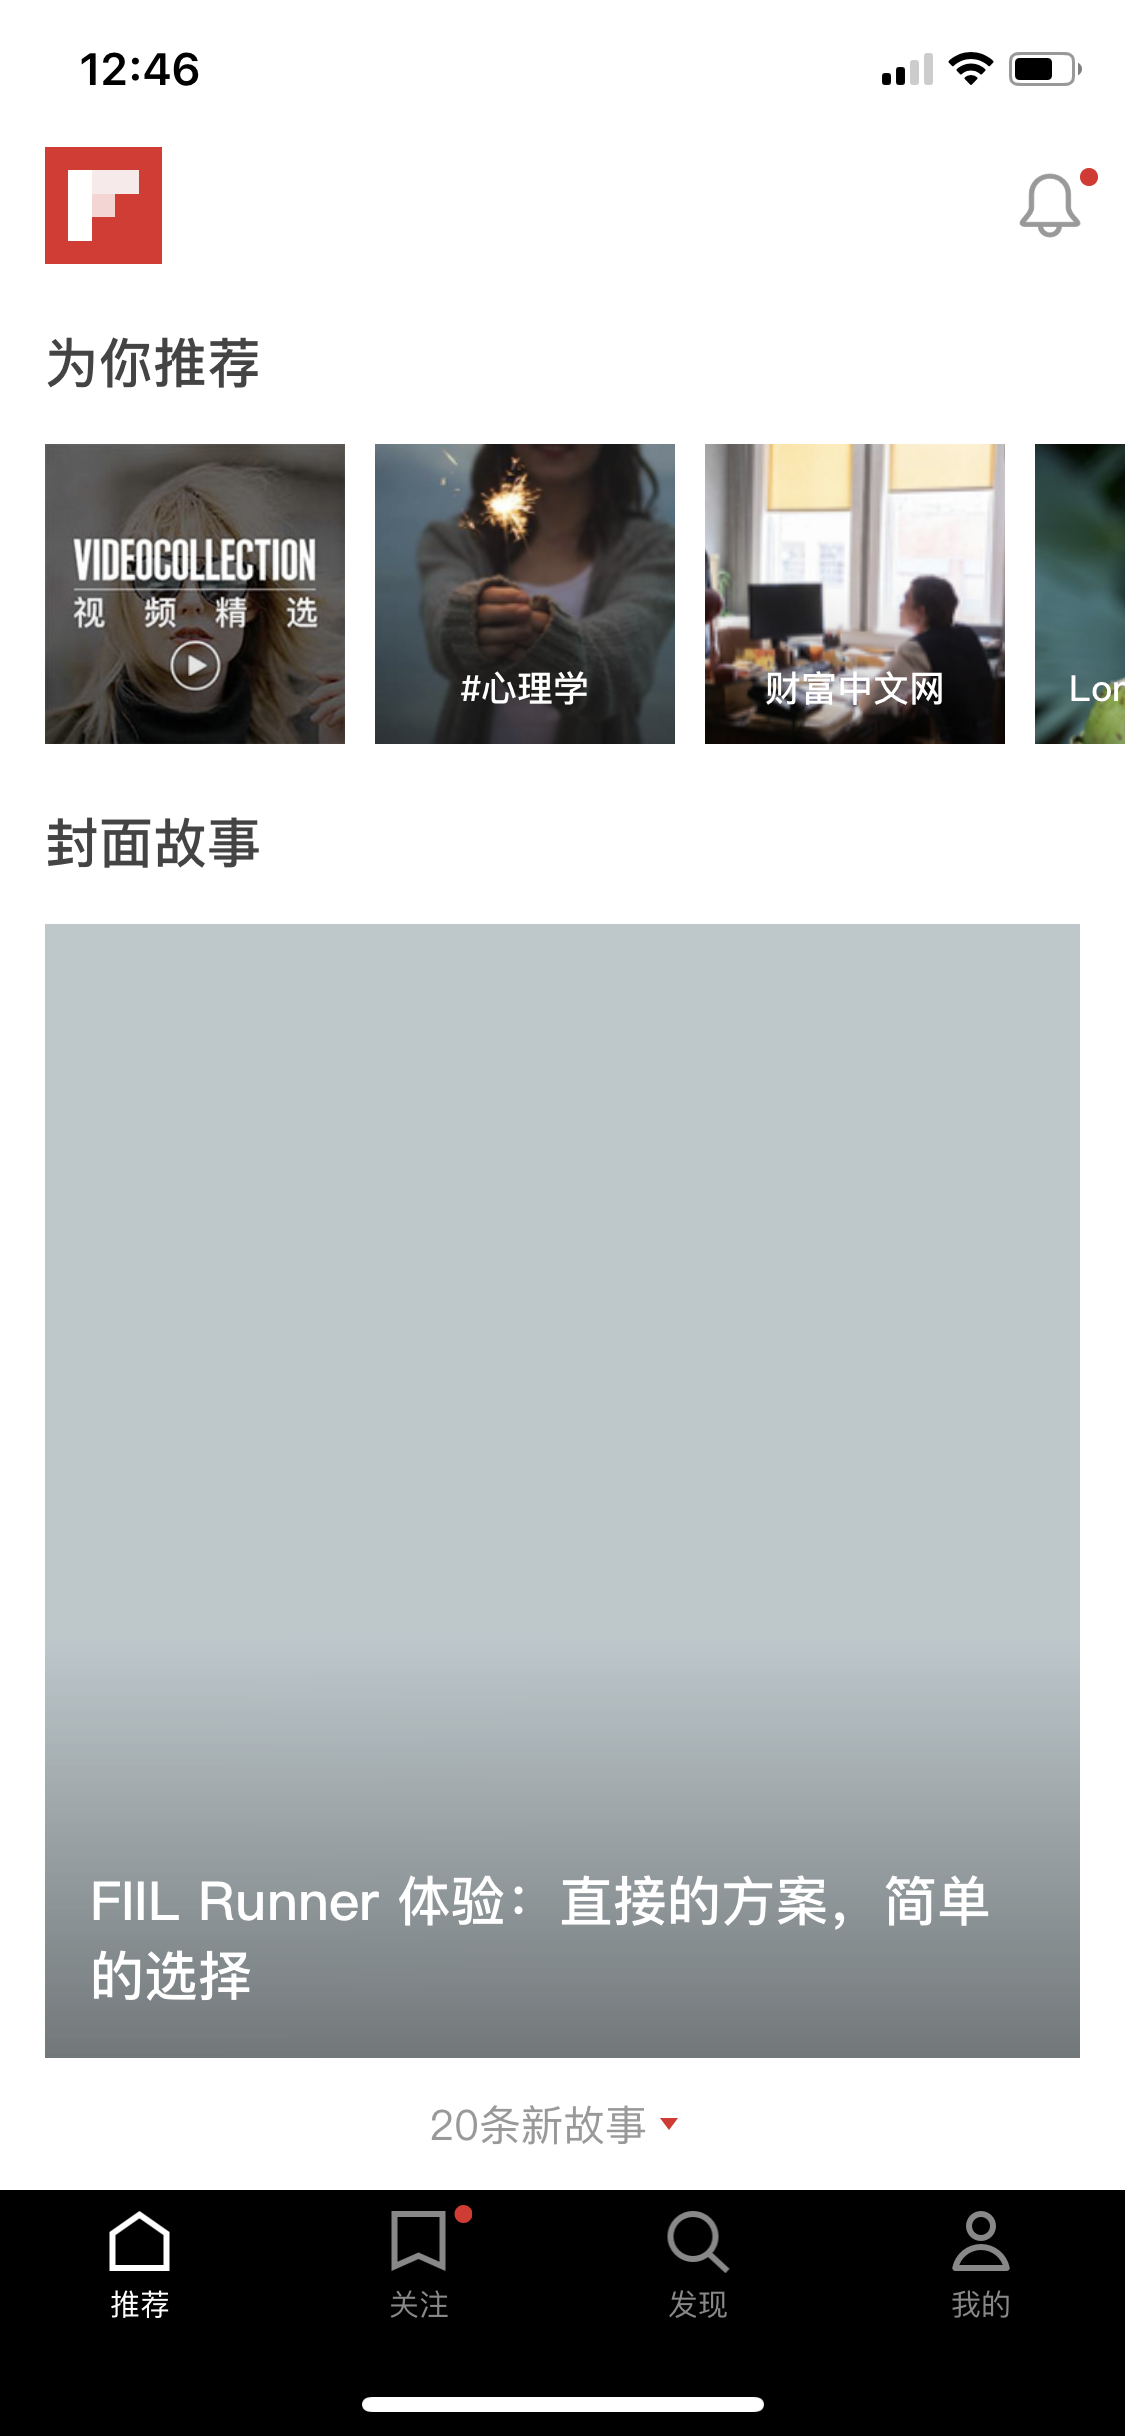 12:46
为你推荐
VIDEOCOLLECTION
视频精选
#心理学
财富中文网
Lor
封面故事
FIIL Runner 体验：直接的方案，简单
的选择
20条新故事
推荐
关注
发现
我的